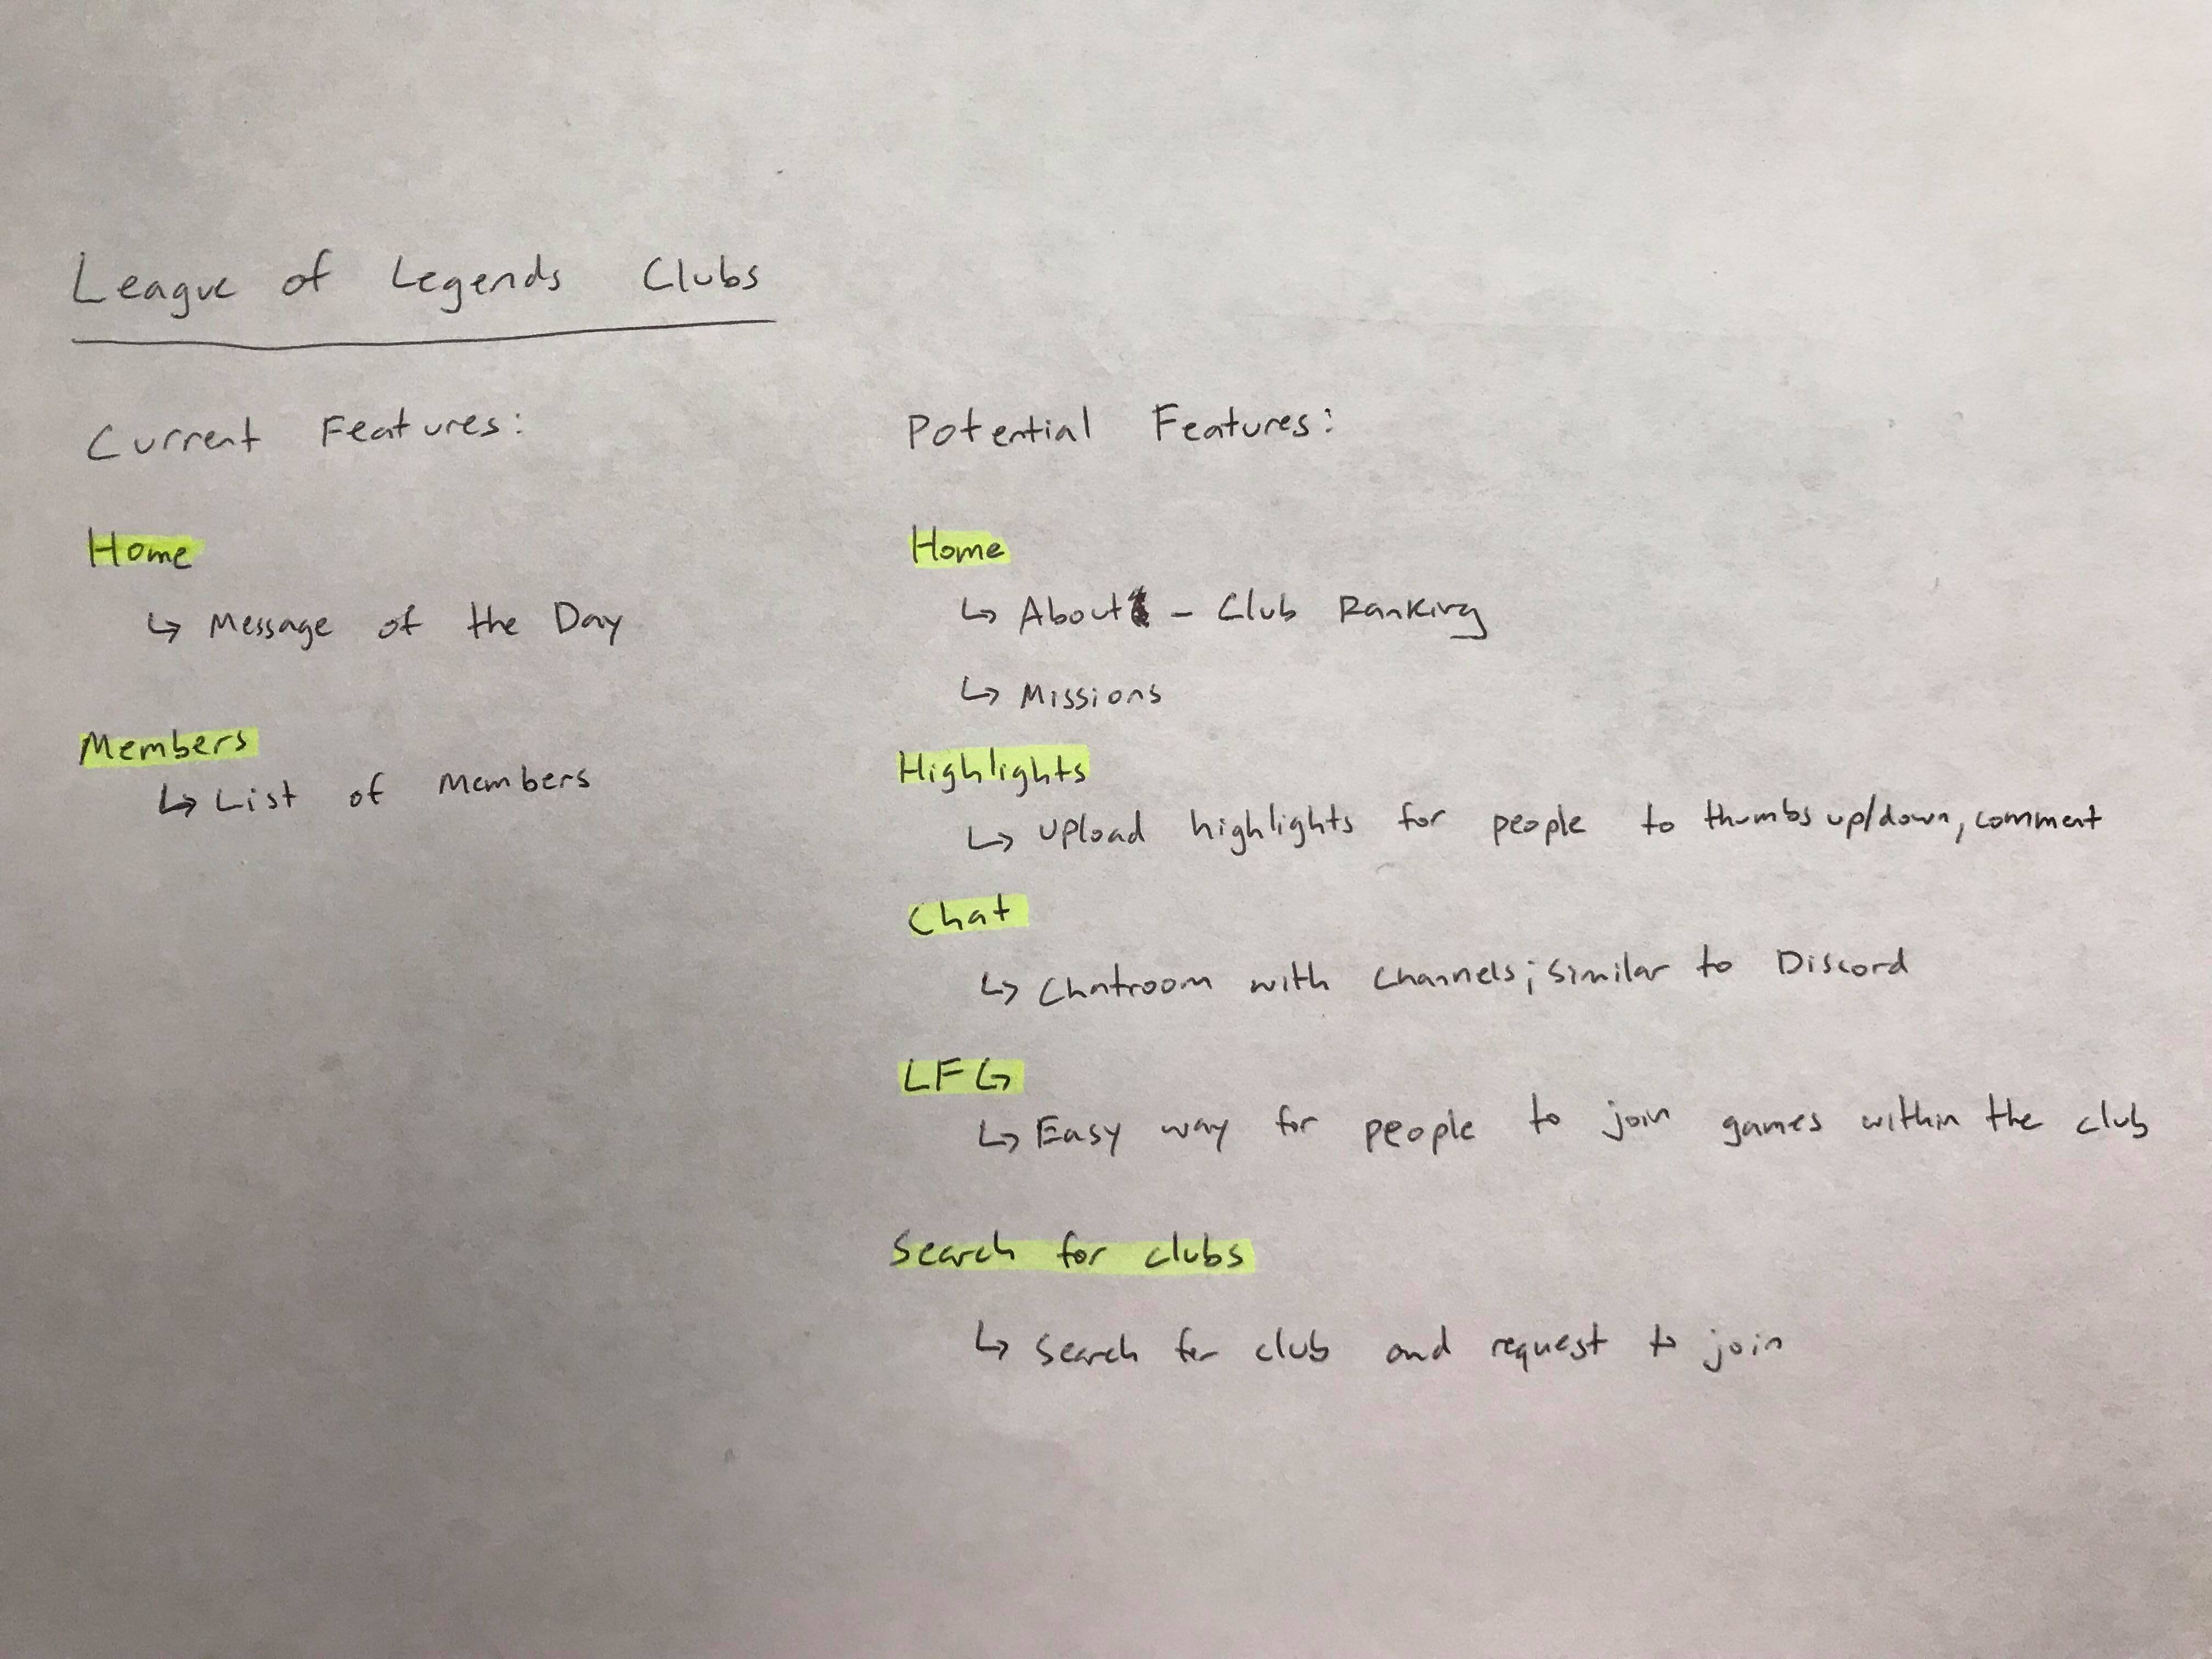 League of Legends Clubs
Current Features:
Home
↳ Message of the Day
Members
↳ List of Members
Potential Features:
Home
↳ About - Club Ranking
↳ Missions
Highlights
↳ Upload highlights for people to thumbs up/down, comment
Chat
↳ Chatroom with channels; similar to Discord
LFG
↳ Easy way for people to join games within the club
Search for clubs
↳ Search for club and request to join